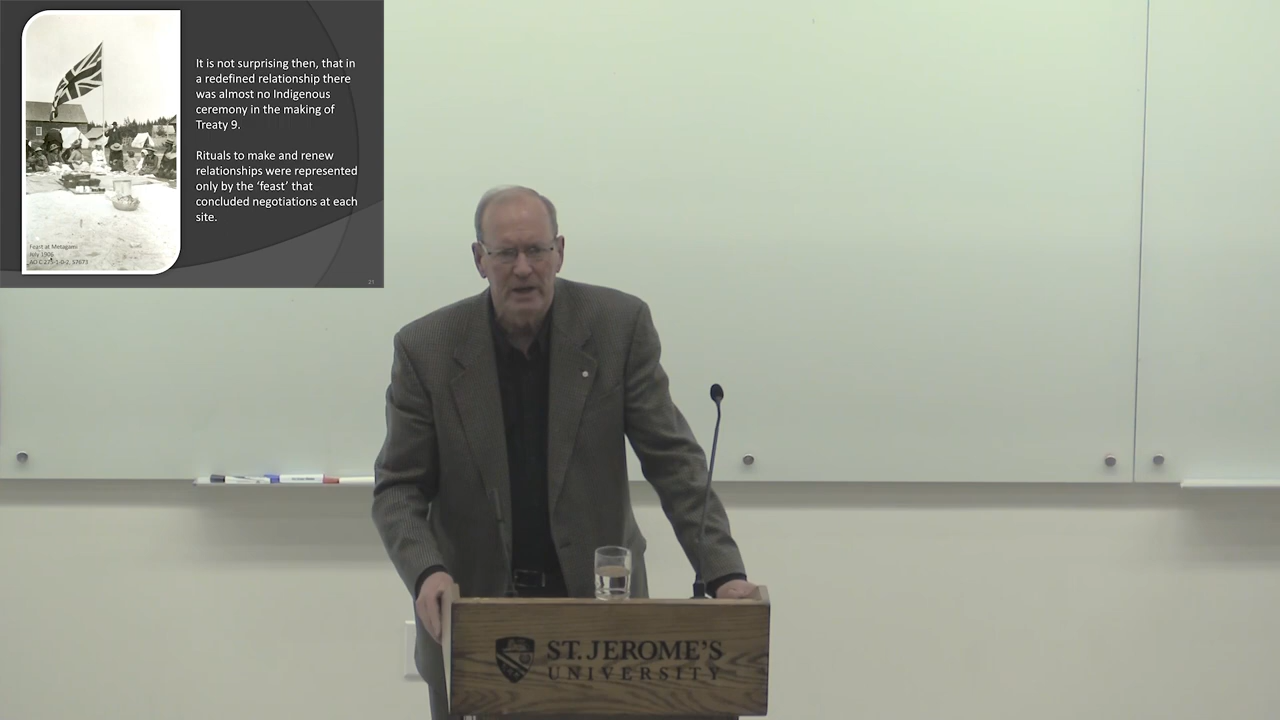 It is not surprising then, that in
a redefined relationship there
was almost no Indigenous
ceremony in the making of
Treaty 9.
Rituals to make and renew
relationships were represented
only by the 'feast' that
concluded negotiations at each
site.
Feast at Metagami
July 1906
21
ST. JEROME'S
UNIVERSITY